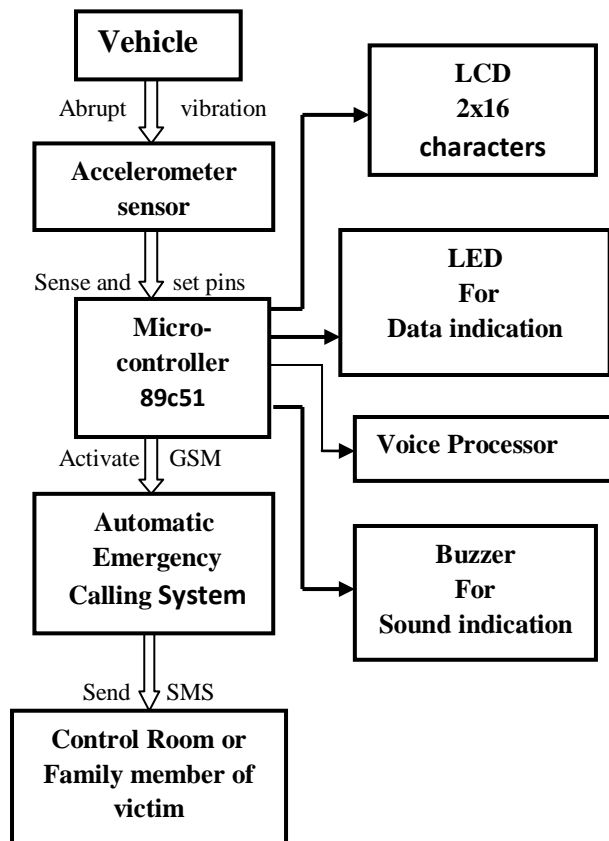 Vehicle
Abrupt vibration
Accelerometer
sensor
Sense and set pins
Micro-
controller
89c51
Activate GSM
Automatic
Emergency
Calling System
Send SMS
Control Room or
Family member of
victim
LCD
2x16
characters
LED
For
Data indication
Voice Processor
Buzzer
For
Sound indication